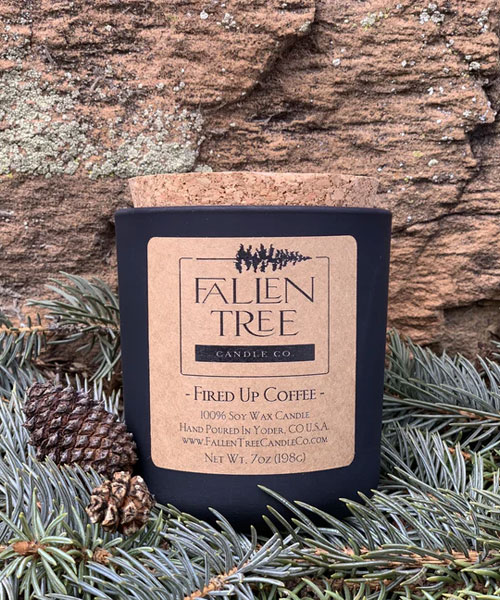 FALLEN
TREE
CANDLE CO.
- FIRED UP COFFEE -
100% SOY WAX CANDLE
HAND POURED IN YODER, CO U.S.A.
WWW.FALLENTREECANDLECO.COM
NET WT. 7OZ (198G)